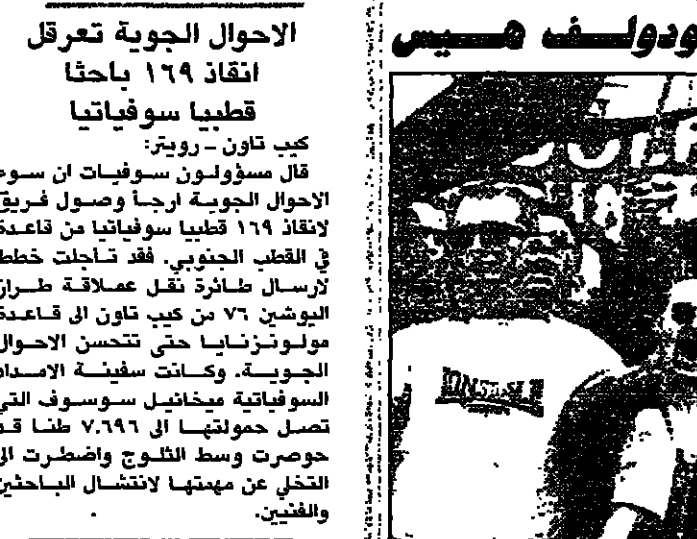 الاحوال الجوية تعرقل
انقاذ ١٦٩ باحثا
قطبيا سوفياتيا
كيب تاون - رويتر:
قال مسؤولون سوفيات ان سوء
الاحوال الجوية ارجأ وصول فريق
لانقاذ ١٦٩ قطبيا سوفياتيا من قاعدة
في القطب الجنوبي. فقد تأجلت خطط
لارسال طائرة نقل عملاقة طراز
اليوشين ٧٦ من كيب تاون الى قاعدة
مولونزنايا حتى تتحسن الاحوال
الجوية. وكانت سفينة الامداد
السوفياتية ميخائيل سوسوف التي
تصل حمولتها الى ٧,٦٩٦ طنا قد
حوصرت وسط الثلوج واضطرت الى
التخلي عن مهمتها لانتشال الباحثين
والفنيين.
ودولف هيس